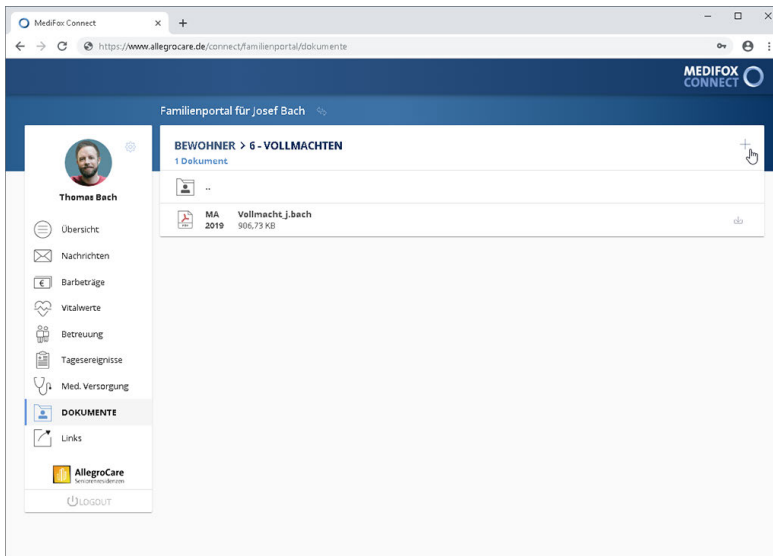 MediFox Connect
https://www.allegrocare.de/connect/familienportal/dokumente
MEDIFOX
CONNECT
Familienportal für Josef Bach
Thomas Bach
Übersicht
Nachrichten
€
Barbeträge
Vitalwerte
Betreuung
Tagesereignisse
Med. Versorgung
DOKUMENTE
Links
AllegroCare
Seniorenresidenzen
LOGOUT
BEWOHNER > 6 - VOLLMACHTEN
1 Dokument
..
MA Vollmacht_j.bach
2019 906,73 KB